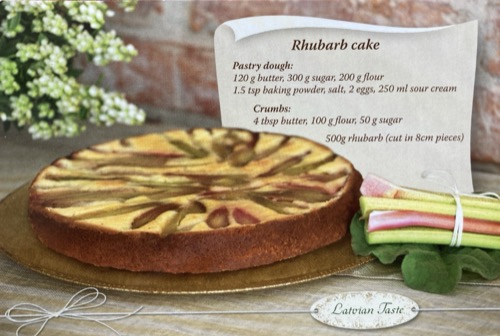 Rhubarb cake
Pastry dough:
120 g butter, 300 g sugar, 200 g flour
1.5 tsp baking powder, salt, 2 eggs, 250 ml sour cream
Crumbs:
4 tbsp butter, 100 g flour, 50 g sugar
500g rhubarb (cut in 8cm pieces)
Latvian Taste